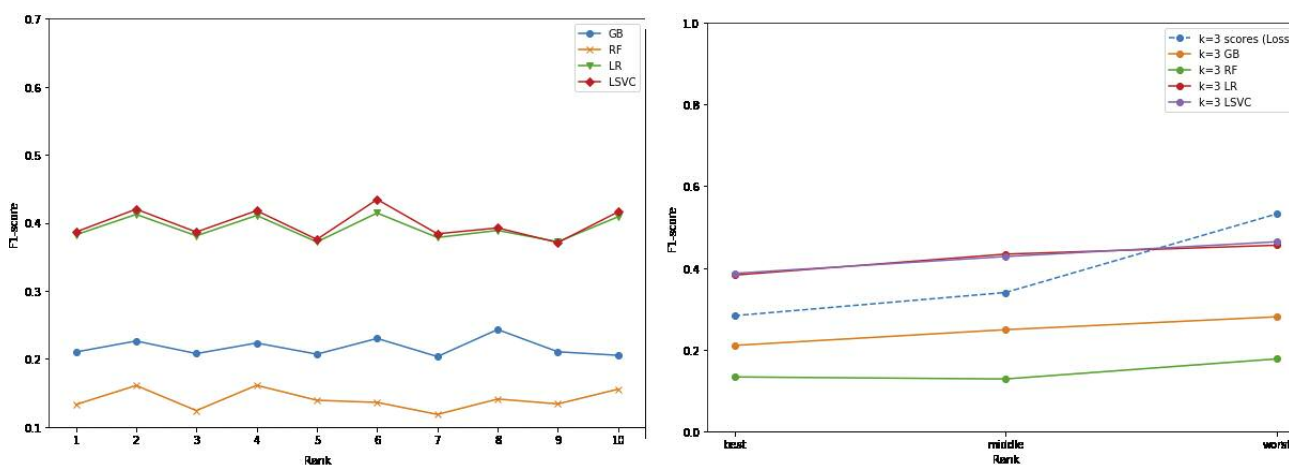 0.7
0.6
0.5
0.4
0.3
0.2
0.1
F1-score
1 2 3 4 5 6 7 8 9 10
Rank
GB
RF
LR
LSVC
1.0
0.8
0.6
0.4
0.2
0.0
F1-score
best middle worst
Rank
k=3 scores (Loss
k=3 GB
k=3 RF
k=3 LR
k=3 LSVC